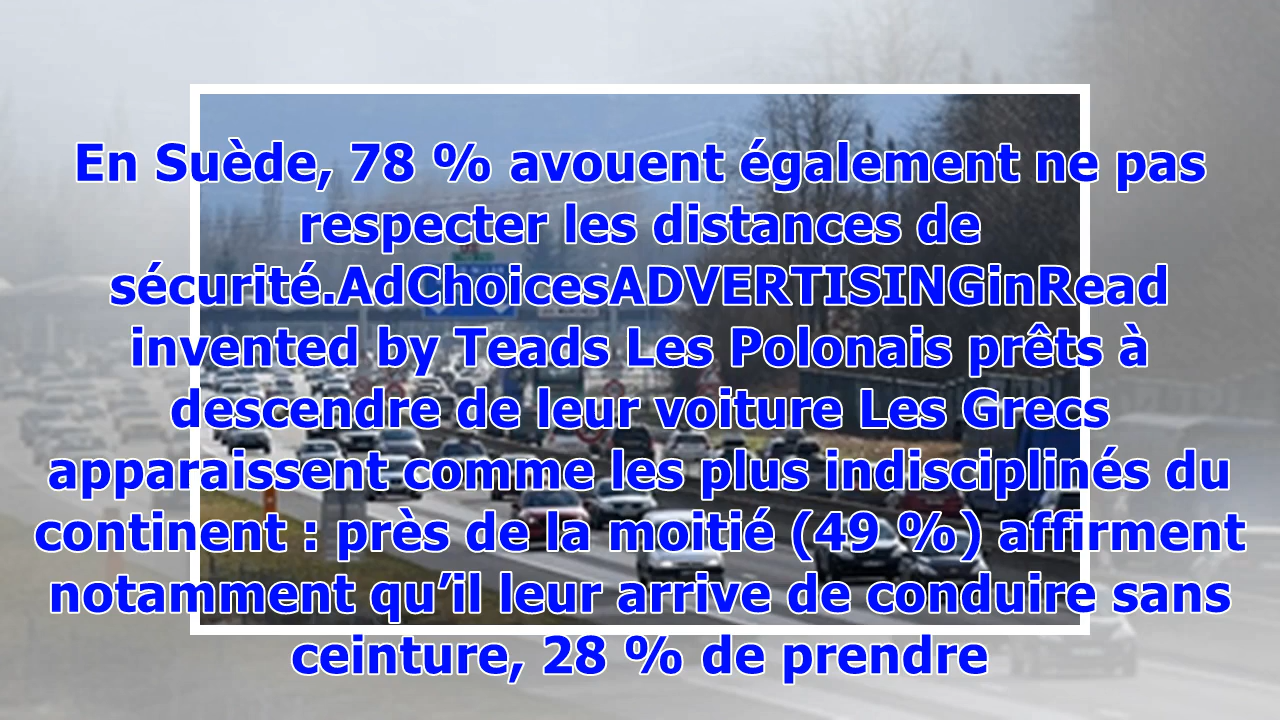 En Suède, 78 % avouent également ne pas
respecter les distances de
sécurité.AdChoicesADVERTISINGinRead
invented by Teads Les Polonais prêts à
descendre de leur voiture Les Grecs
apparaissent comme les plus indisciplinés du
continent : près de la moitié (49 %) affirment
notamment qu’il leur arrive de conduire sans
ceinture, 28 % de prendre